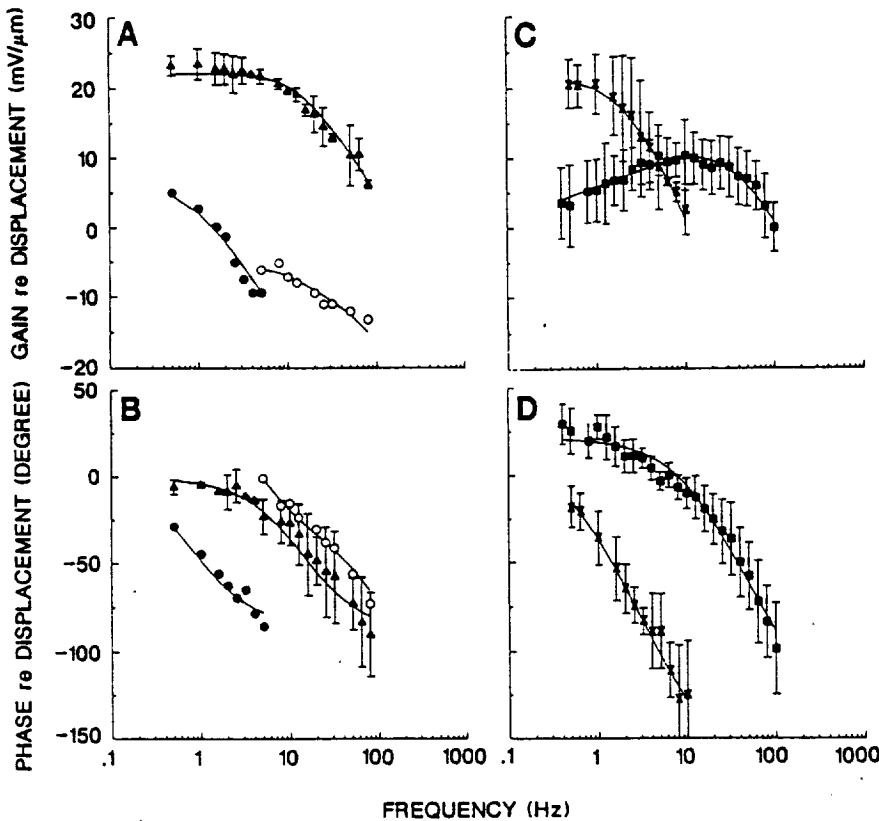 A
C
GAIN re DISPLACEMENT (mV/μm)
30
20
10
0
-10
-20
B
D
PHASE re DISPLACEMENT (DEGREE)
50
0
-50
-100
-150
.1 1 10 100 1000
.1 1 10 100 1000
FREQUENCY (Hz)